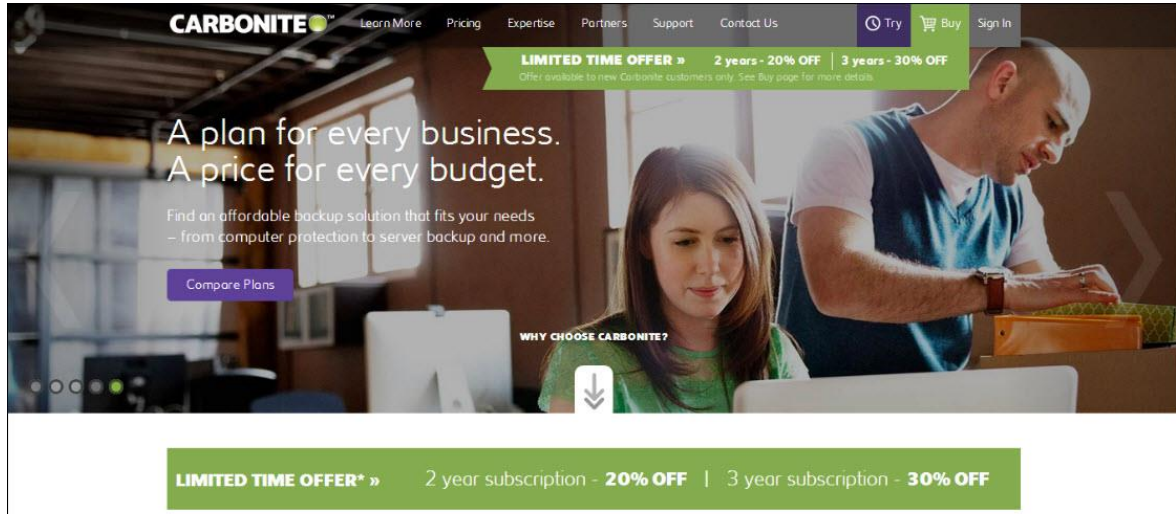 CARBONITE™
Learn More Pricing Expertise Partners Support Contact Us Try Buy Sign In
LIMITED TIME OFFER » 2 years - 20% OFF | 3 years - 30% OFF
Offer available to new Carbonite customers only. See Buy page for more details.
A plan for every business.
A price for every budget.
Find an affordable backup solution that fits your needs
– from computer protection to server backup and more.
Compare Plans
WHY CHOOSE CARBONITE?
LIMITED TIME OFFER* » 2 year subscription - 20% OFF | 3 year subscription - 30% OFF